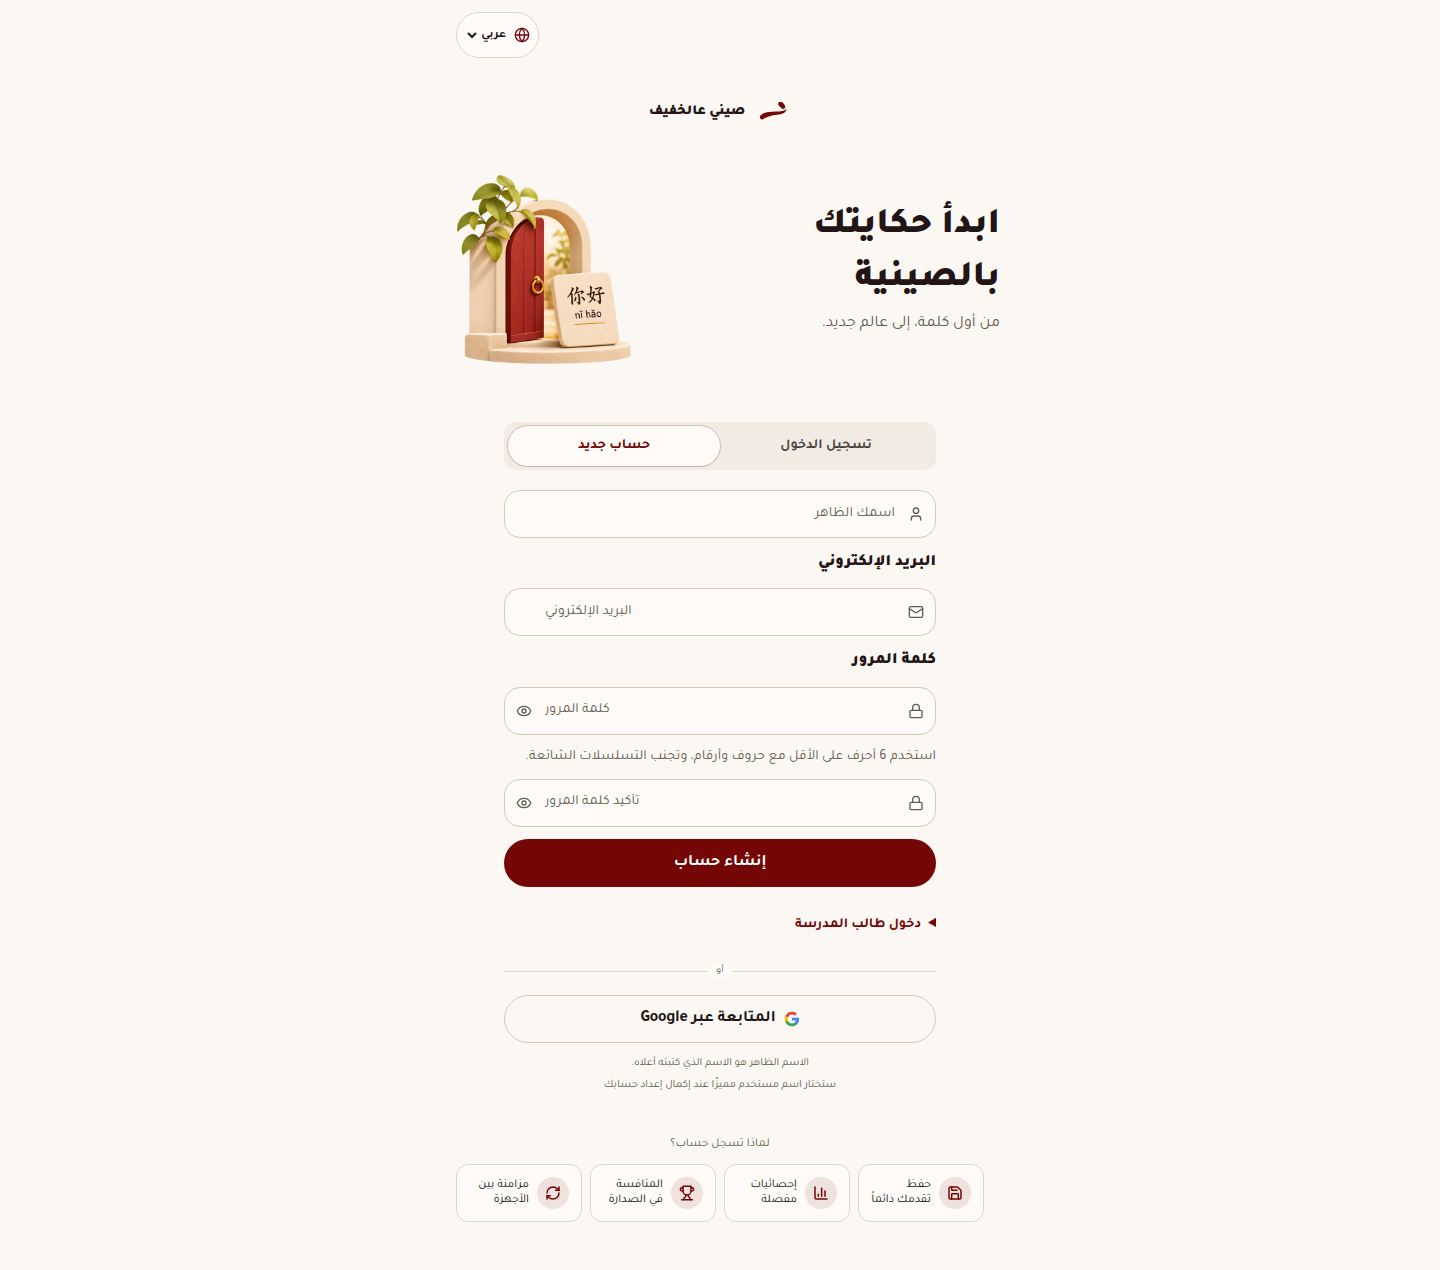 عربي
صيني عالخفيف
ابدأ حكايتك
بالصينية
من أول كلمة، إلى عالم جديد.
你好
nǐ hǎo
تسجيل الدخول
حساب جديد
اسمك الظاهر
البريد الإلكتروني
البريد الإلكتروني
كلمة المرور
كلمة المرور
استخدم 6 أحرف على الأقل مع حروف وأرقام، وتجنب التسلسلات الشائعة.
تأكيد كلمة المرور
إنشاء حساب
دخول طالب المدرسة
أو
المتابعة عبر Google
الاسم الظاهر هو الاسم الذي كتبته أعلاه.
ستختار اسم مستخدم مميزًا عند إكمال إعداد حسابك
لماذا تسجل حساب؟
حفظ
تقدمك دائماً
إحصائيات
مفصلة
المنافسة
في الصدارة
مزامنة بين
الأجهزة